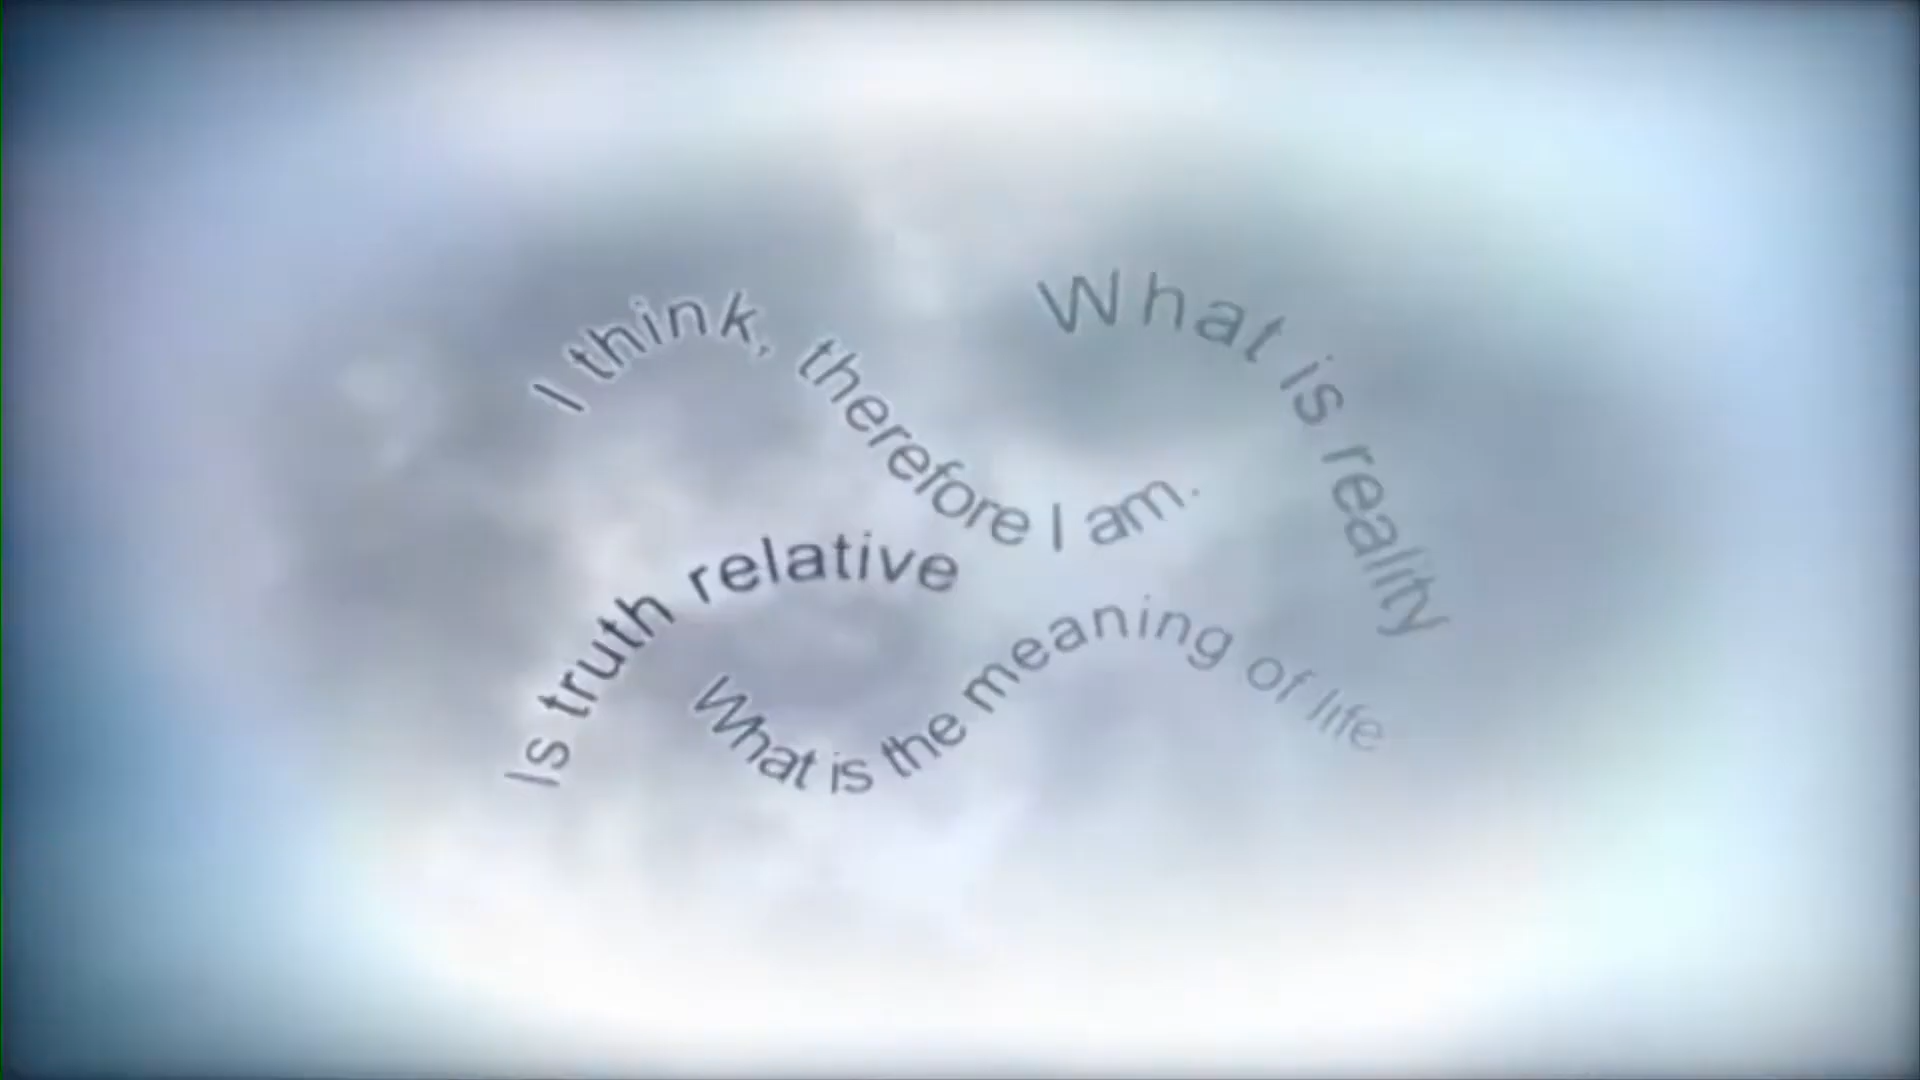 I think, therefore I am.
What is reality
Is truth relative
What is the meaning of life